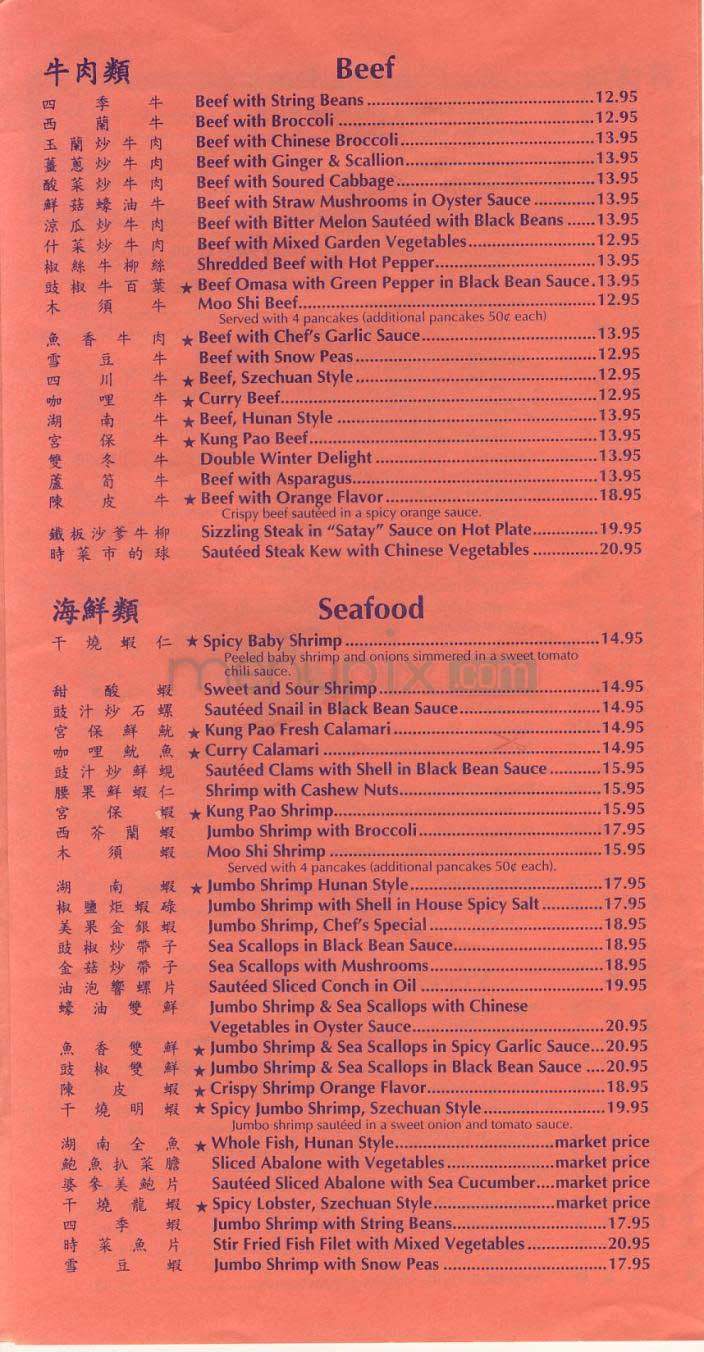 牛肉類 Beef
四季牛 Beef with String Beans 12.95
西蘭牛 Beef with Broccoli 12.95
玉蘭炒牛肉 Beef with Chinese Broccoli 13.95
薑蔥炒牛肉 Beef with Ginger & Scallion 13.95
酸菜炒牛肉 Beef with Soured Cabbage 13.95
鮮菇蠔油牛 Beef with Straw Mushrooms in Oyster Sauce 13.95
涼瓜炒牛肉 Beef with Bitter Melon Sautéed with Black Beans 13.95
什菜炒牛肉 Beef with Mixed Garden Vegetables 12.95
椒絲牛柳絲 Shredded Beef with Hot Pepper 13.95
豉椒牛百葉 ★ Beef Omasa with Green Pepper in Black Bean Sauce 13.95
木須牛 Moo Shi Beef 12.95
Served with 4 pancakes (additional pancakes 50¢ each)
魚香牛肉 ★ Beef with Chef's Garlic Sauce 13.95
雪豆牛 Beef with Snow Peas 12.95
四川牛 ★ Beef, Szechuan Style 12.95
咖哩牛 ★ Curry Beef 12.95
湖南牛 ★ Beef, Hunan Style 13.95
宮保牛 ★ Kung Pao Beef 13.95
雙冬牛 Double Winter Delight 13.95
蘆筍牛 Beef with Asparagus 13.95
陳皮牛 ★ Beef with Orange Flavor 18.95
Crispy beef sautéed in a spicy orange sauce.
鐵板沙爹牛柳 Sizzling Steak in "Satay" Sauce on Hot Plate 19.95
時菜市的球 Sautéed Steak Kew with Chinese Vegetables 20.95
海鮮類 Seafood
干燒蝦仁 ★ Spicy Baby Shrimp 14.95
Peeled baby shrimp and onions simmered in a sweet tomato
chili sauce.
menupix.com
甜酸蝦 Sweet and Sour Shrimp 14.95
豉汁炒石螺 Sautéed Snail in Black Bean Sauce 14.95
宮保鮮魷 ★ Kung Pao Fresh Calamari 14.95
咖哩魷魚 ★ Curry Calamari 14.95
豉汁炒鮮蜆 Sautéed Clams with Shell in Black Bean Sauce 15.95
腰果鮮蝦仁 Shrimp with Cashew Nuts 15.95
宮保蝦 ★ Kung Pao Shrimp 15.95
西芥蘭蝦 Jumbo Shrimp with Broccoli 17.95
木須蝦 Moo Shi Shrimp 15.95
Served with 4 pancakes (additional pancakes 50¢ each).
湖南蝦 ★ Jumbo Shrimp Hunan Style 17.95
椒鹽炬蝦碌 Jumbo Shrimp with Shell in House Spicy Salt 17.95
美果金銀蝦 Jumbo Shrimp, Chef's Special 18.95
豉椒炒帶子 Sea Scallops in Black Bean Sauce 18.95
金菇炒帶子 Sea Scallops with Mushrooms 18.95
油泡響螺片 Sautéed Sliced Conch in Oil 19.95
蠔油雙鮮 Jumbo Shrimp & Sea Scallops with Chinese
Vegetables in Oyster Sauce 20.95
魚香雙鮮 ★ Jumbo Shrimp & Sea Scallops in Spicy Garlic Sauce 20.95
豉椒雙鮮 ★ Jumbo Shrimp & Sea Scallops in Black Bean Sauce 20.95
陳皮蝦 ★ Crispy Shrimp Orange Flavor 18.95
干燒明蝦 ★ Spicy Jumbo Shrimp, Szechuan Style 19.95
Jumbo shrimp sautéed in a sweet onion and tomato sauce.
湖南全魚 ★ Whole Fish, Hunan Style market price
鮑魚扒菜膽 Sliced Abalone with Vegetables market price
婆參美鮑片 Sautéed Sliced Abalone with Sea Cucumber market price
干燒龍蝦 ★ Spicy Lobster, Szechuan Style market price
四季蝦 Jumbo Shrimp with String Beans 17.95
時菜魚片 Stir Fried Fish Filet with Mixed Vegetables 20.95
雪豆蝦 Jumbo Shrimp with Snow Peas 17.95